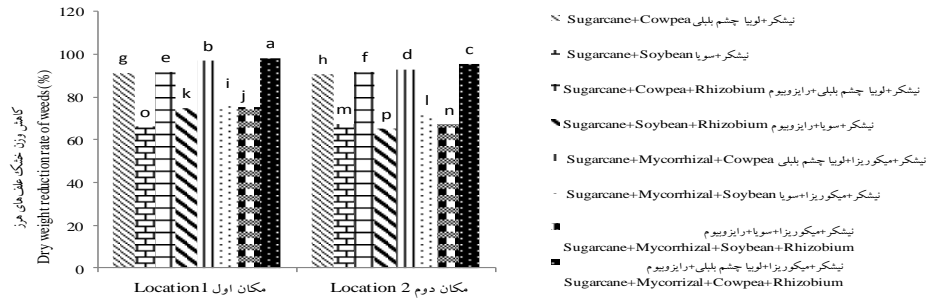 120
100
80
60
40
20
0
کاهش وزن خشک علف‌های هرز
Dry weight reduction rate of weeds (%)
g o e b k i j a
h m f p d l n c
مکان اول Location1
مکان دوم Location 2
نیشکر+لوبیا چشم بلبلی Sugarcane+Cowpea
نیشکر+سویا Sugarcane+Soybean
نیشکر+لوبیا چشم بلبلی+رایزوبیوم Sugarcane+Cowpea+Rhizobium
نیشکر+سویا+رایزوبیوم Sugarcane+Soybean+Rhizobium
نیشکر+میکوریزا+لوبیا چشم بلبلی Sugarcane+Mycorrhizal+Cowpea
نیشکر+میکوریزا+سویا Sugarcane+Mycorrhizal+Soybean
نیشکر+میکوریزا+سویا+رایزوبیوم
Sugarcane+Mycorrhizal+Soybean+Rhizobium
نیشکر+میکوریزا+لوبیا چشم بلبلی+رایزوبیوم
Sugarcane+Mycorrizal+Cowpea+Rhizobium